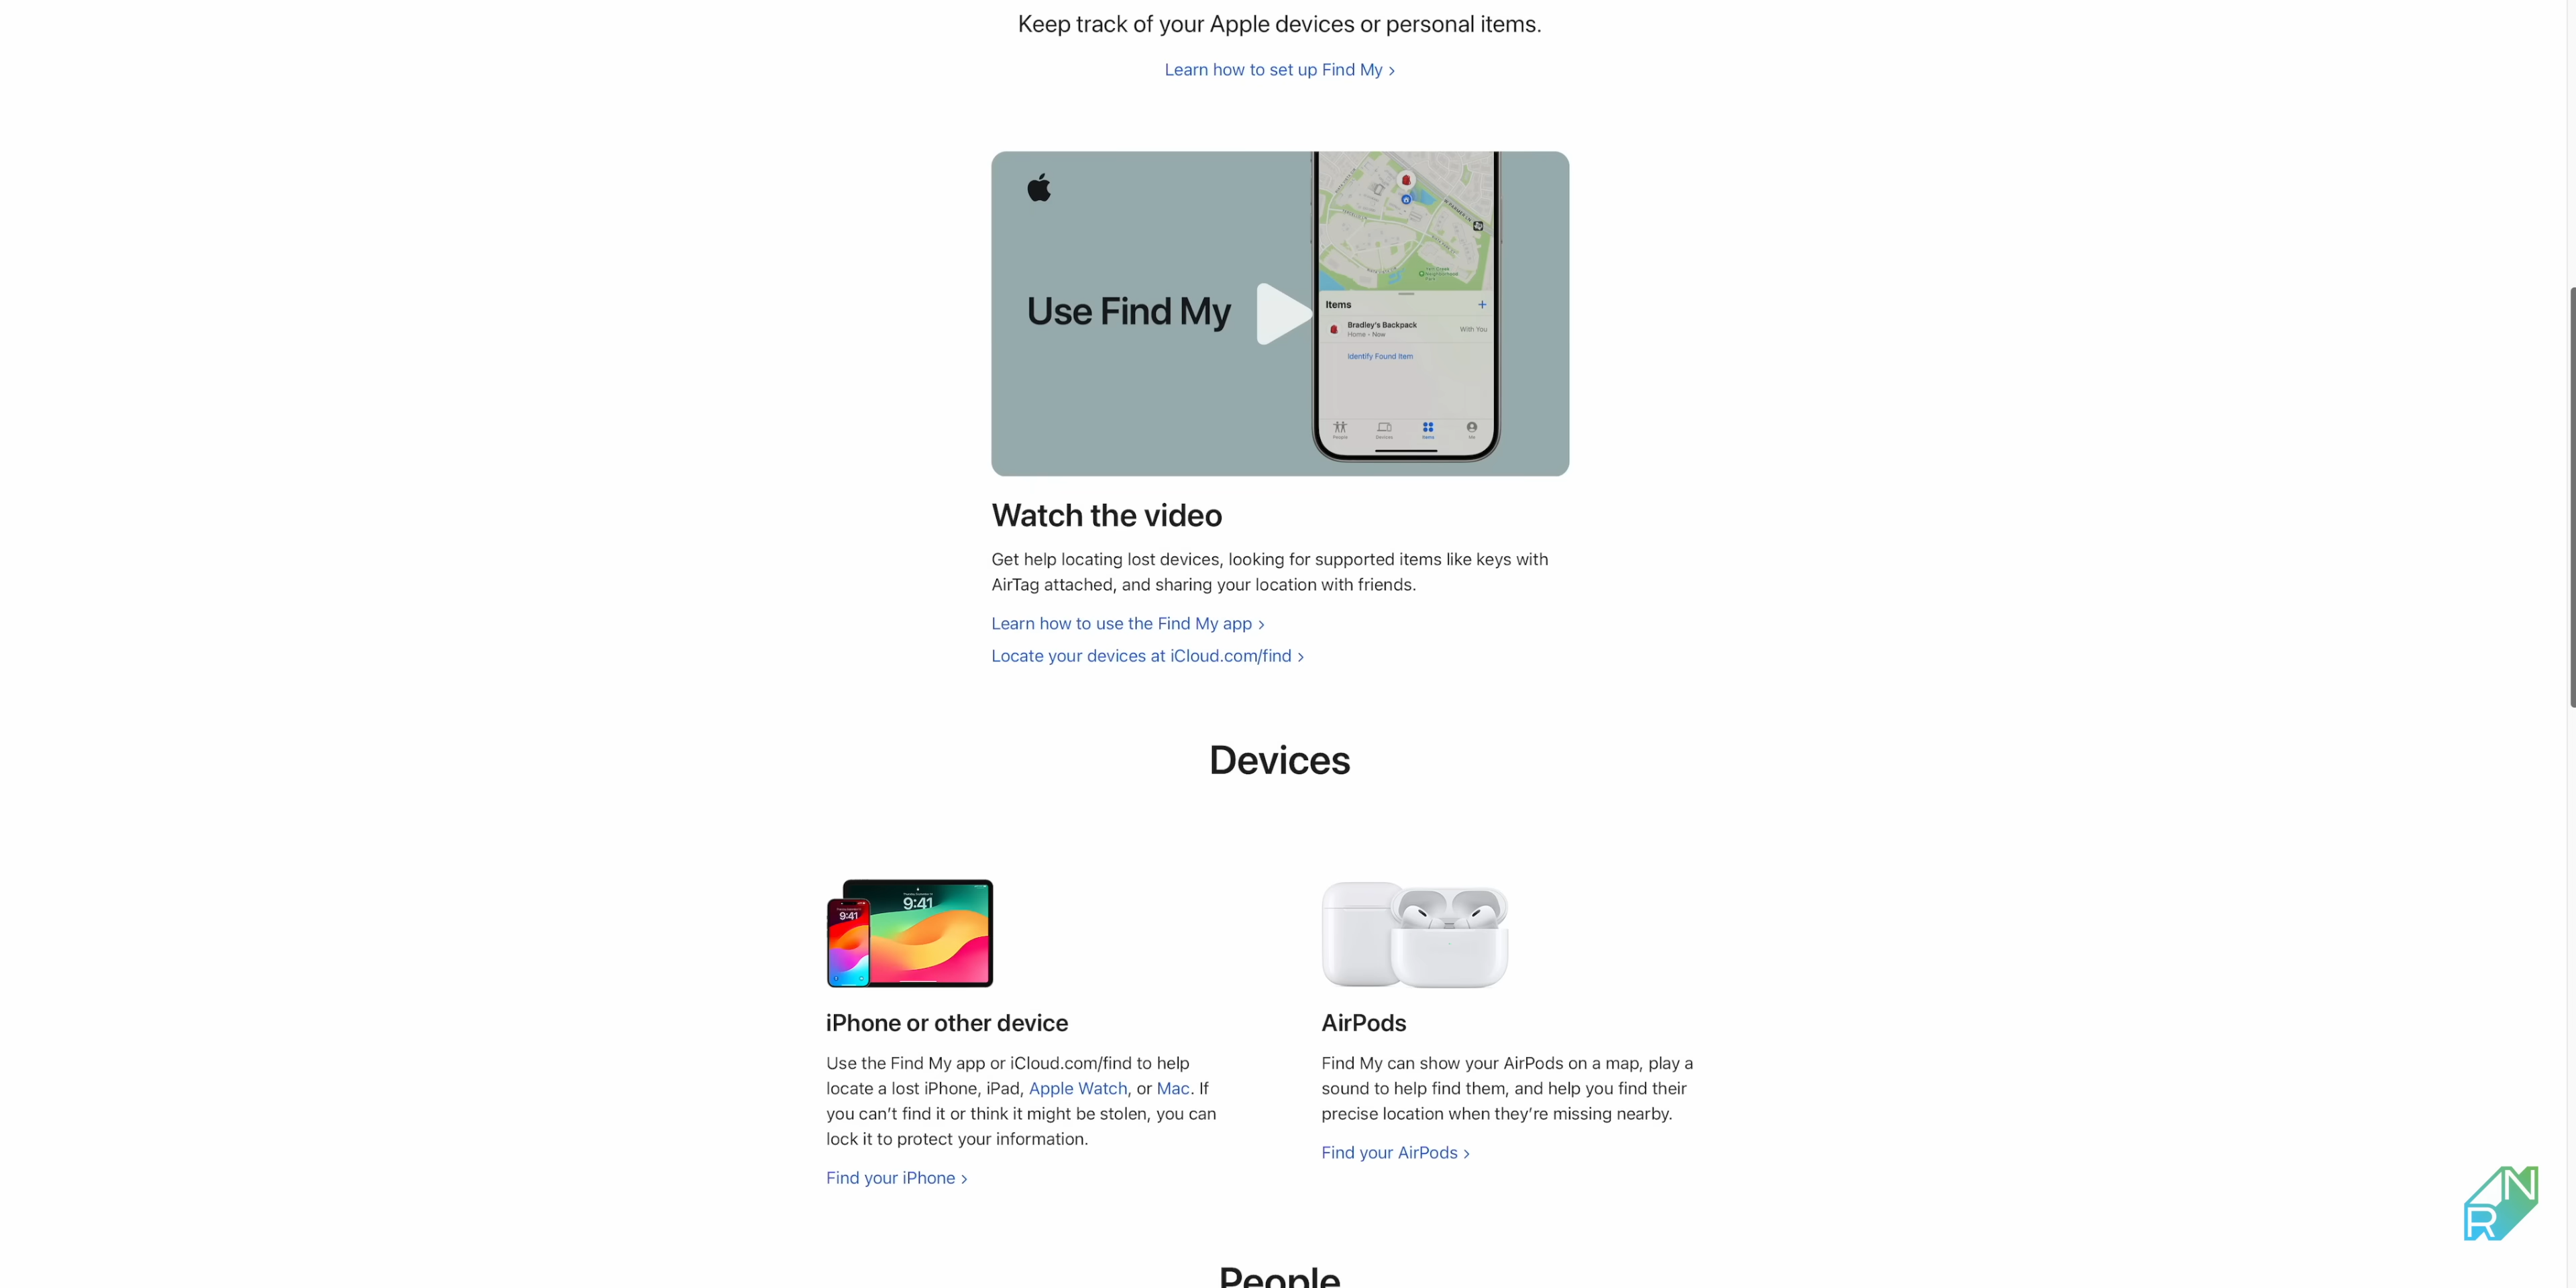 Keep track of your Apple devices or personal items.
Learn how to set up Find My >
Use Find My
Items
+
Bradley's Backpack
Home • Now
With You
Identify Found Item
People
Devices
Items
Me
Watch the video
Get help locating lost devices, looking for supported items like keys with
AirTag attached, and sharing your location with friends.
Learn how to use the Find My app >
Locate your devices at iCloud.com/find >
Devices
9:41
9:41
iPhone or other device
Use the Find My app or iCloud.com/find to help
locate a lost iPhone, iPad, Apple Watch, or Mac. If
you can’t find it or think it might be stolen, you can
lock it to protect your information.
Find your iPhone >
AirPods
Find My can show your AirPods on a map, play a
sound to help find them, and help you find their
precise location when they’re missing nearby.
Find your AirPods >
N
R
People